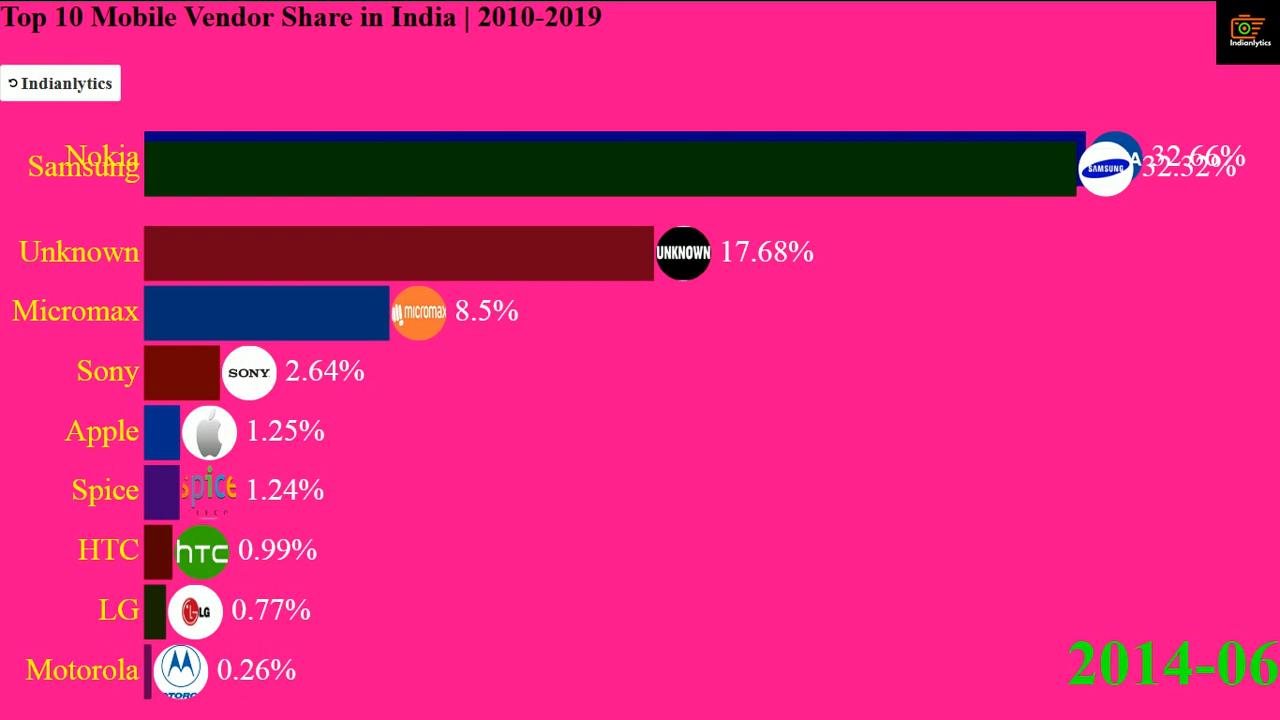 Top 10 Mobile Vendor Share in India | 2010-2019
Indianlytics
Indianlytics
Nokia 32.66%
Samsung SAMSUNG 32.32%
Unknown UNKNOWN 17.68%
Micromax micromax 8.5%
Sony SONY 2.64%
Apple 1.25%
Spice spice 1.24%
HTC hTC 0.99%
LG LG 0.77%
Motorola 0.26%
2014-06